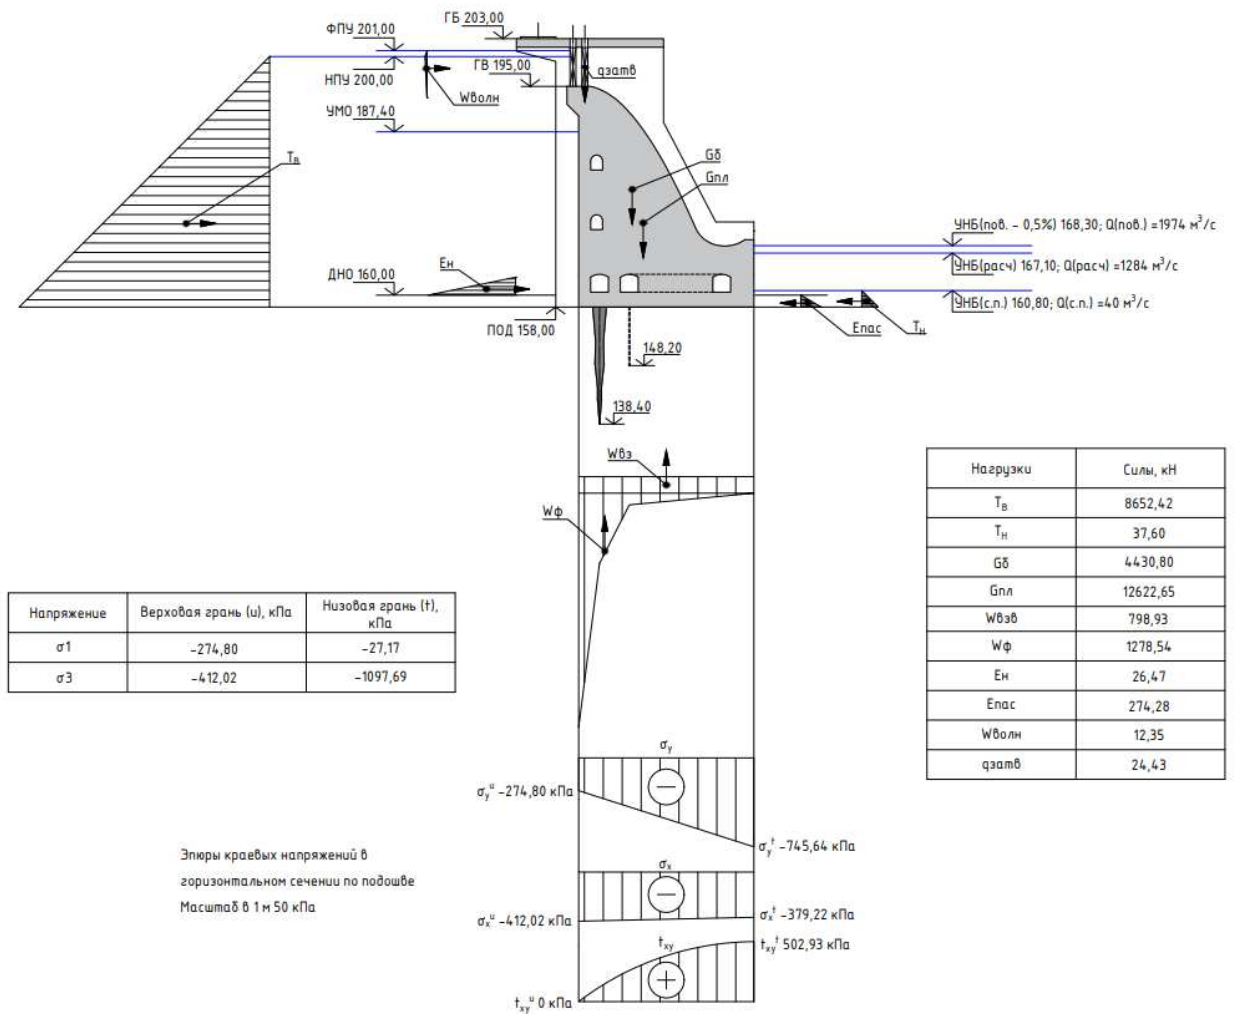 ГБ 203,00
ФПУ 201,00
НПУ 200,00
ГВ 195,00
qзатв
Wволн
УМО 187,40
Тв
Gб
Gпл
УНБ(пов. - 0,5%) 168,30; Q(пов.) =1974 м³/с
УНБ(расч) 167,10; Q(расч) =1284 м³/с
УНБ(с.п.) 160,80; Q(с.п.) =40 м³/с
Ен
ДНО 160,00
ПОД 158,00
Епас
Тн
148,20
138,40
Wвз
Wф
Нагрузки Силы, кН
Тв 8652,42
Тн 37,60
Gб 4430,80
Gпл 12622,65
Wвзв 798,93
Wф 1278,54
Ен 26,47
Епас 274,28
Wволн 12,35
qзатв 24,43
Напряжение Верховая грань (u), кПа Низовая грань (t), кПа
σ1 -274,80 -27,17
σ3 -412,02 -1097,69
σy
σyᵘ -274,80 кПа
σyᵗ -745,64 кПа
Эпюры краевых напряжений в
горизонтальном сечении по подошве
Масштаб в 1 м 50 кПа
σx
σxᵘ -412,02 кПа
σxᵗ -379,22 кПа
txy
txyᵗ 502,93 кПа
txyᵘ 0 кПа